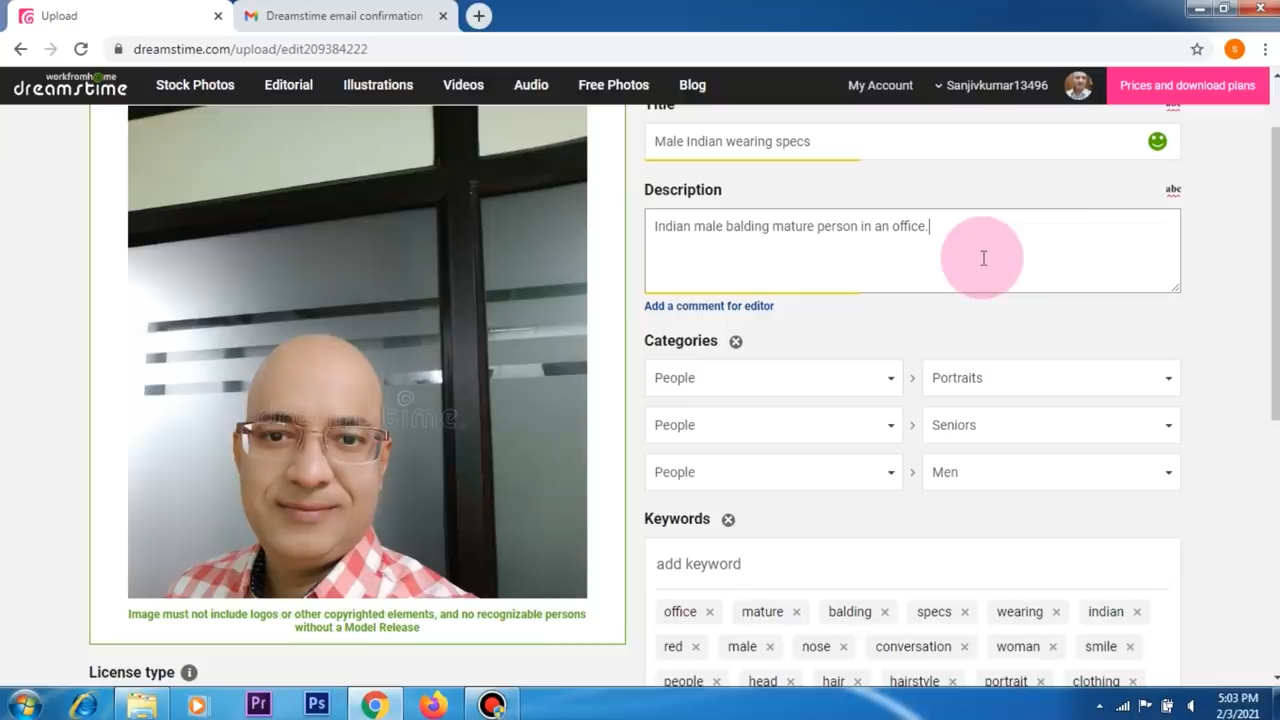 Upload
Dreamstime email confirmation
dreamstime.com/upload/edit209384222
s
workfromhome
dreamstime
Stock Photos
Editorial
Illustrations
Videos
Audio
Free Photos
Blog
My Account
Sanjivkumar13496
Prices and download plans
Title
abc
Male Indian wearing specs
Description
abc
Indian male balding mature person in an office.
Add a comment for editor
Categories
People > Portraits
People > Seniors
People > Men
Keywords
add keyword
office × mature × balding × specs × wearing × indian ×
red × male × nose × conversation × woman × smile ×
people × head × hair × hairstyle × portrait × clothing ×
Image must not include logos or other copyrighted elements, and no recognizable persons
without a Model Release
License type i
Pr
Ps
5:03 PM
2/3/2021